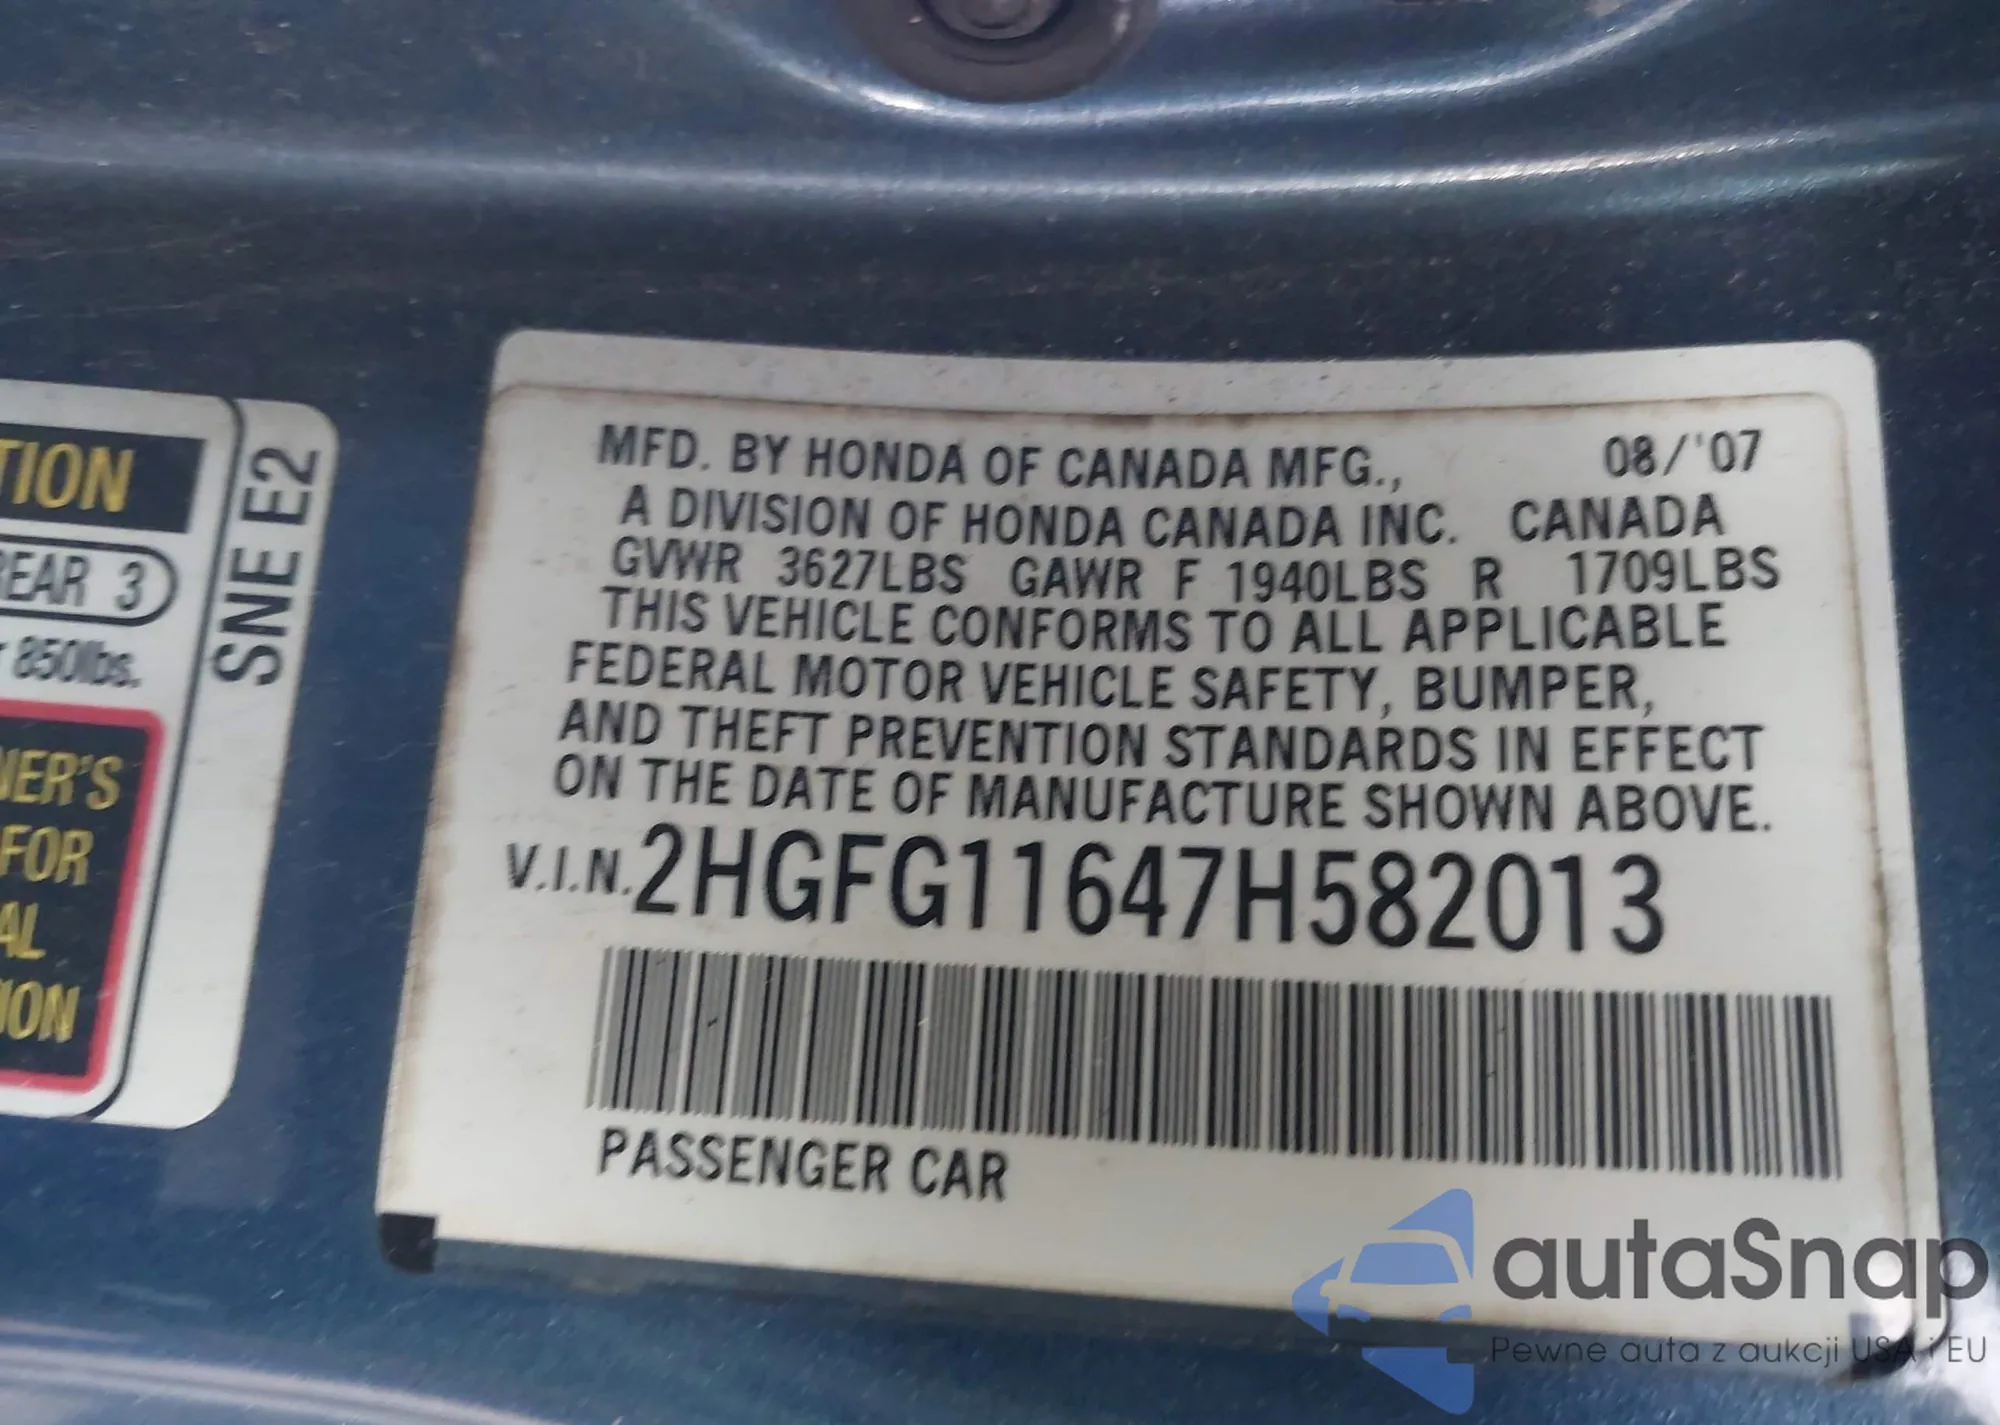 TION
REAR 3
850lbs.
NER'S
FOR
AL
ION
SNE E2
MFD. BY HONDA OF CANADA MFG., 08/'07
A DIVISION OF HONDA CANADA INC. CANADA
GVWR 3627LBS GAWR F 1940LBS R 1709LBS
THIS VEHICLE CONFORMS TO ALL APPLICABLE
FEDERAL MOTOR VEHICLE SAFETY, BUMPER,
AND THEFT PREVENTION STANDARDS IN EFFECT
ON THE DATE OF MANUFACTURE SHOWN ABOVE.
V.I.N. 2HGFG11647H582013
PASSENGER CAR
autaSnap
Pewne auta z aukcji USA i EU